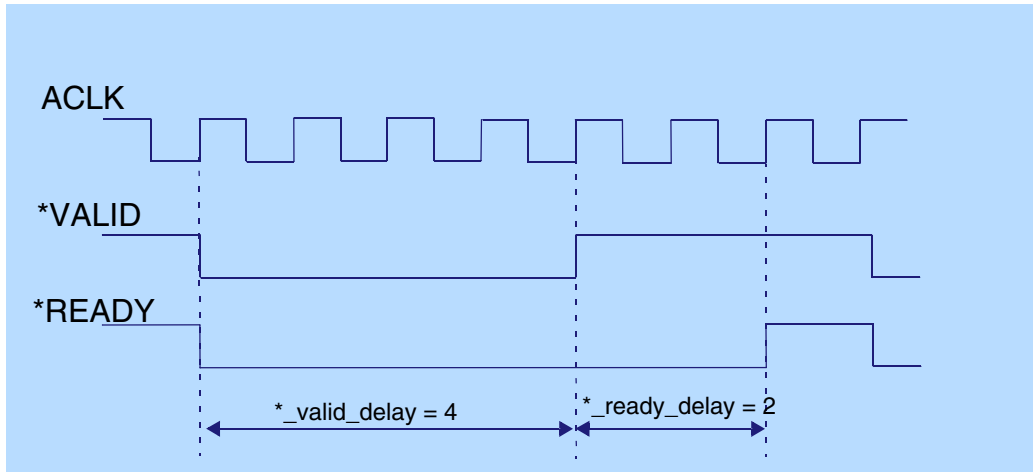 ACLK
*VALID
*READY
*_valid_delay = 4
*_ready_delay = 2